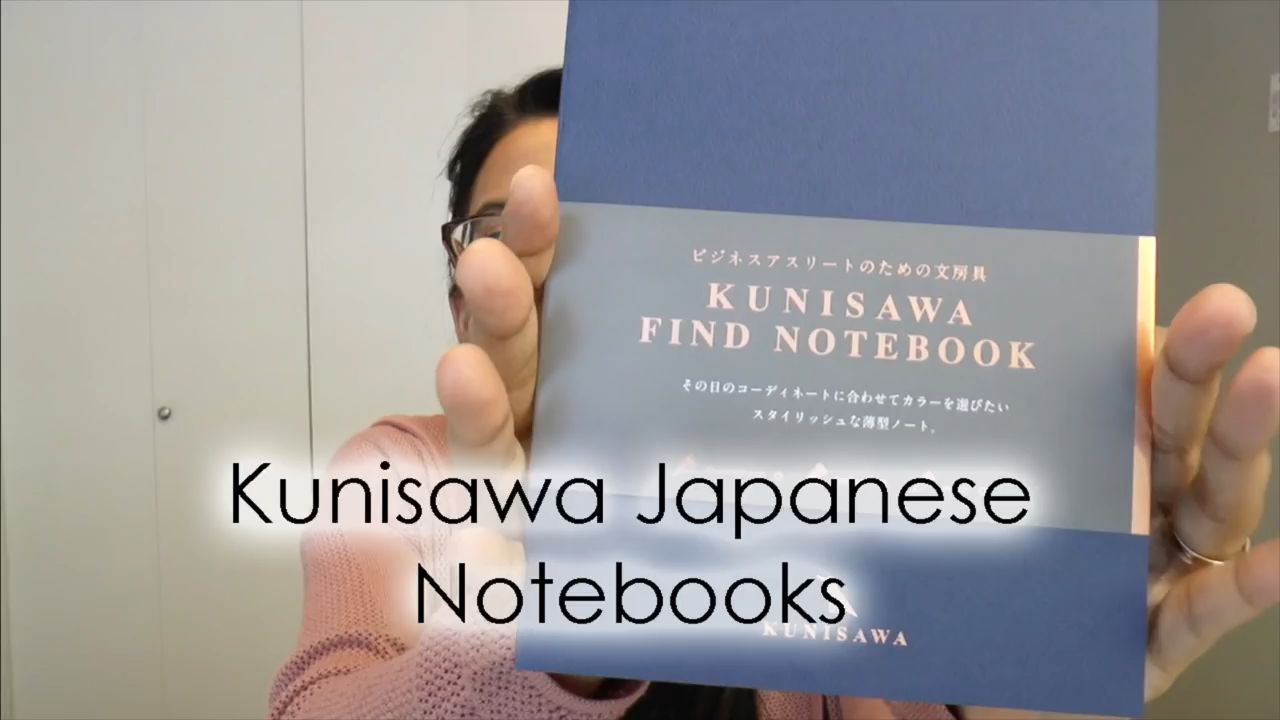 ビジネスアスリートのための文房具
KUNISAWA
FIND NOTEBOOK
その日のコーディネートに合わせてカラーを選びたい
スタイリッシュな薄型ノート。
Kunisawa Japanese
Notebooks
KUNISAWA